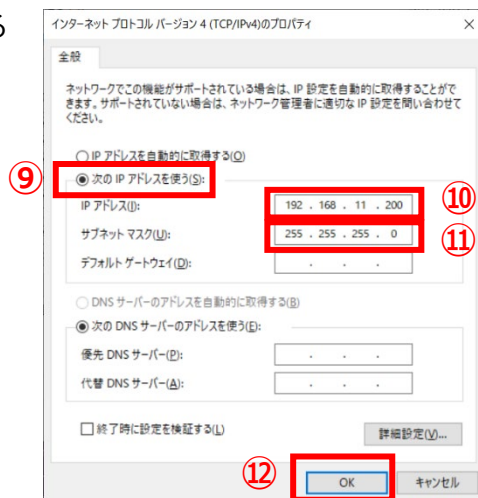 る
インターネット プロトコル バージョン 4 (TCP/IPv4)のプロパティ
×
全般
ネットワークでこの機能がサポートされている場合は、IP 設定を自動的に取得することがで
きます。サポートされていない場合は、ネットワーク管理者に適切な IP 設定を問い合わせて
ください。
IP アドレスを自動的に取得する(O)
⑨ 次の IP アドレスを使う(S):
IP アドレス(I): 192 . 168 . 11 . 200 ⑩
サブネット マスク(U): 255 . 255 . 255 . 0 ⑪
デフォルト ゲートウェイ(D): . . .
DNS サーバーのアドレスを自動的に取得する(B)
次の DNS サーバーのアドレスを使う(E):
優先 DNS サーバー(P): . . .
代替 DNS サーバー(A): . . .
終了時に設定を検証する(L) 詳細設定(V)...
⑫ OK キャンセル